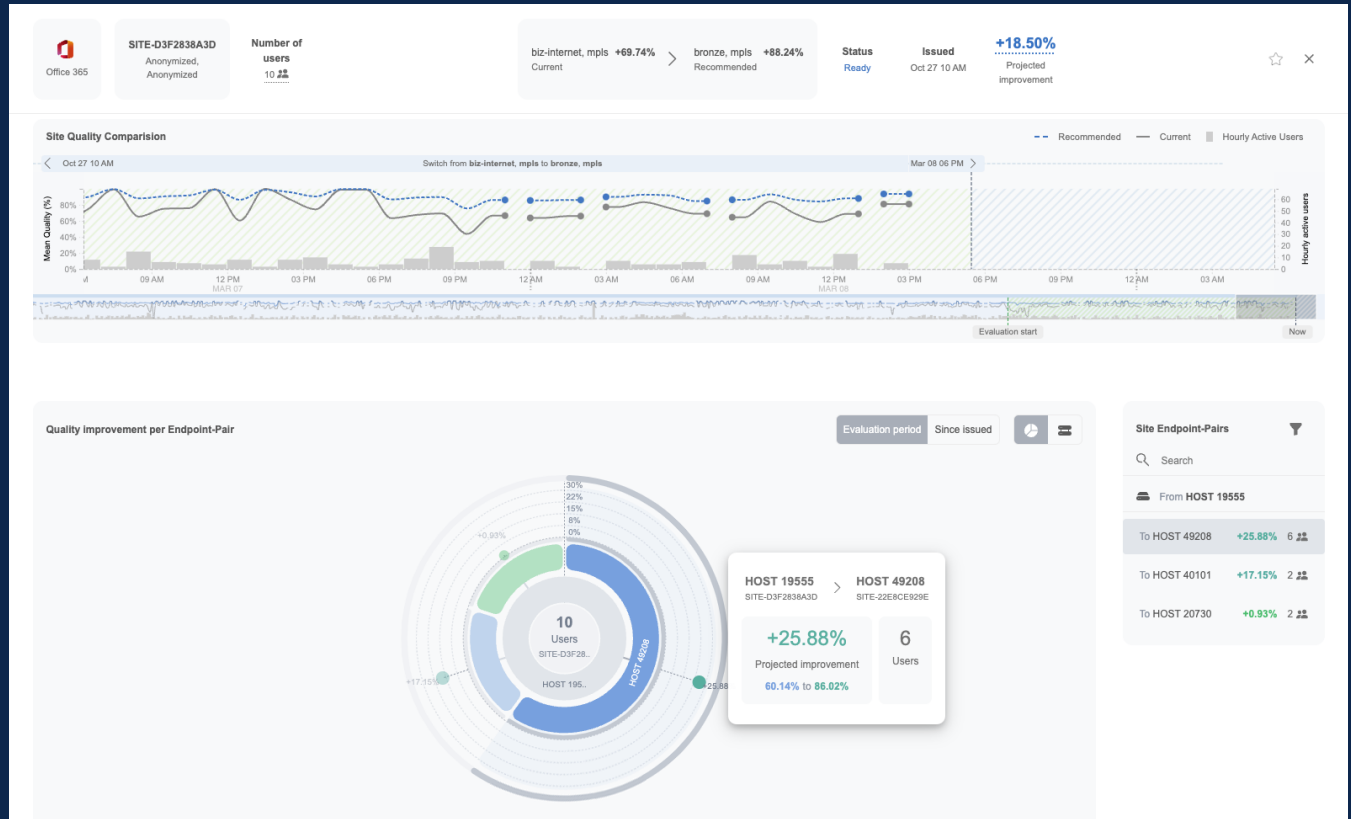 Office 365
SITE-D3F2838A3D
Anonymized,
Anonymized
Number of
users
10
biz-internet, mpls +69.74%
Current
bronze, mpls +88.24%
Recommended
Status
Ready
Issued
Oct 27 10 AM
+18.50%
Projected
improvement
Site Quality Comparision
Recommended
Current
Hourly Active Users
Oct 27 10 AM
Switch from biz-internet, mpls to bronze, mpls
Mar 08 06 PM
Mean Quality (%)
80%
60%
40%
20%
0%
60
50
40
30
20
10
0
Hourly active users
09 AM 12 PM 03 PM 06 PM 09 PM 12 AM 03 AM 06 AM 09 AM 12 PM 03 PM 06 PM 09 PM 12 AM 03 AM
MAR 07 MAR 08
Evaluation start
Now
Quality improvement per Endpoint-Pair
Evaluation period
Since issued
30%
22%
15%
8%
0%
+0.93%
+17.15%
+25.88
10
Users
SITE-D3F28..
HOST 195..
HOST 49208
HOST 19555
SITE-D3F2838A3D
HOST 49208
SITE-22E8CE929E
+25.88%
Projected improvement
60.14% to 86.02%
6
Users
Site Endpoint-Pairs
Search
From HOST 19555
To HOST 49208 +25.88% 6
To HOST 40101 +17.15% 2
To HOST 20730 +0.93% 2